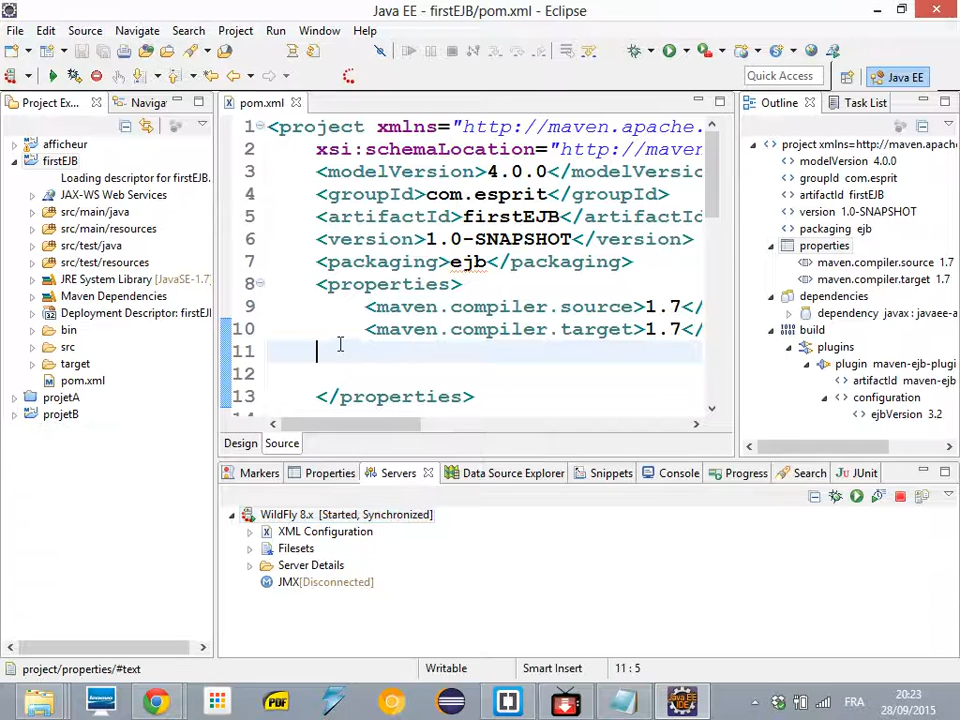 Java EE - firstEJB/pom.xml - Eclipse
File Edit Source Navigate Search Project Run Window Help
Quick Access
Java EE
Project Ex...
Naviga
afficheur
firstEJB
Loading descriptor for firstEJB.
JAX-WS Web Services
src/main/java
src/main/resources
src/test/java
src/test/resources
JRE System Library [JavaSE-1.7]
Maven Dependencies
Deployment Descriptor: firstEJ
bin
src
target
pom.xml
projetA
projetB
pom.xml
1 <project xmlns="http://maven.apache.
2 xsi:schemaLocation="http://maven
3 <modelVersion>4.0.0</modelVersic
4 <groupId>com.esprit</groupId>
5 <artifactId>firstEJB</artifactId
6 <version>1.0-SNAPSHOT</version>
7 <packaging>ejb</packaging>
8 <properties>
9 <maven.compiler.source>1.7</
10 <maven.compiler.target>1.7</
11
12
13 </properties>
Design Source
Outline
Task List
project xmlns=http://maven.apache
modelVersion 4.0.0
groupId com.esprit
artifactId firstEJB
version 1.0-SNAPSHOT
packaging ejb
properties
maven.compiler.source 1.7
maven.compiler.target 1.7
dependencies
dependency javax : javaee-a
build
plugins
plugin maven-ejb-plugi
artifactId maven-ejb
configuration
ejbVersion 3.2
Markers Properties Servers Data Source Explorer Snippets Console Progress Search JUnit
WildFly 8.x [Started, Synchronized]
XML Configuration
Filesets
Server Details
JMX[Disconnected]
project/properties/#text
Writable
Smart Insert
11 : 5
PDF
Java EE IDE
FRA
20:23
28/09/2015